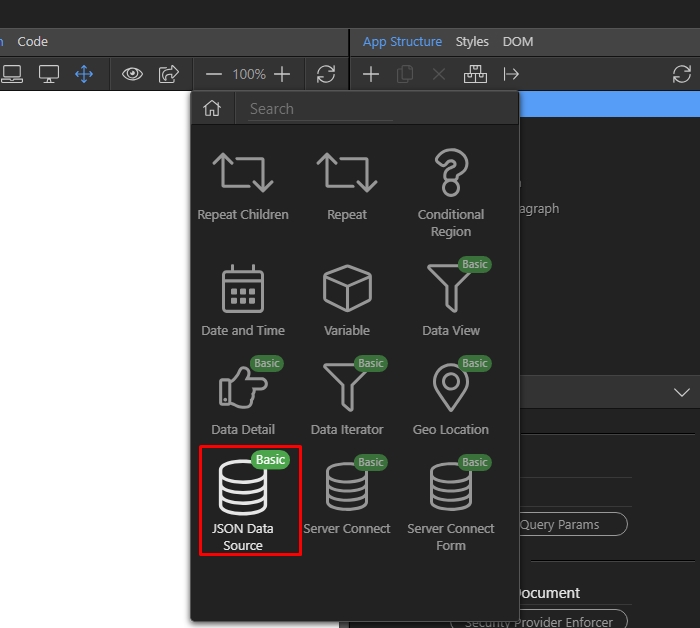 Code
App Structure
Styles
DOM
100%
Search
Repeat Children
Repeat
Conditional
Region
Date and Time
Variable
Basic
Data View
Basic
Data Detail
Basic
Data Iterator
Basic
Geo Location
Basic
JSON Data
Source
Basic
Server Connect
Basic
Server Connect
Form
agraph
Query Params
ocument
Security Provider Enforcer